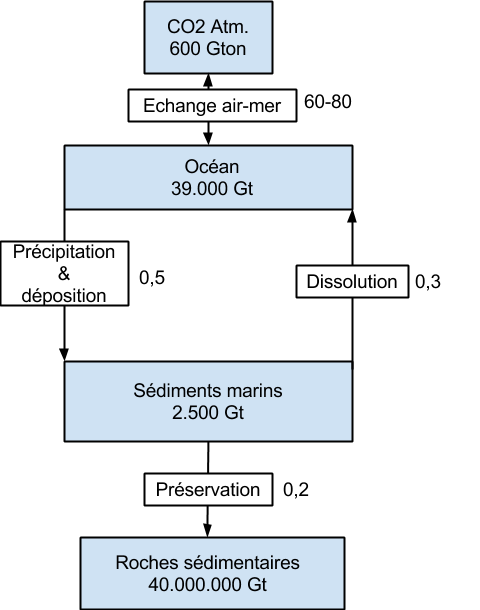 CO2 Atm.
600 Gton
Echange air-mer
60-80
Océan
39.000 Gt
Précipitation
&
déposition
0,5
Dissolution
0,3
Sédiments marins
2.500 Gt
Préservation
0,2
Roches sédimentaires
40.000.000 Gt